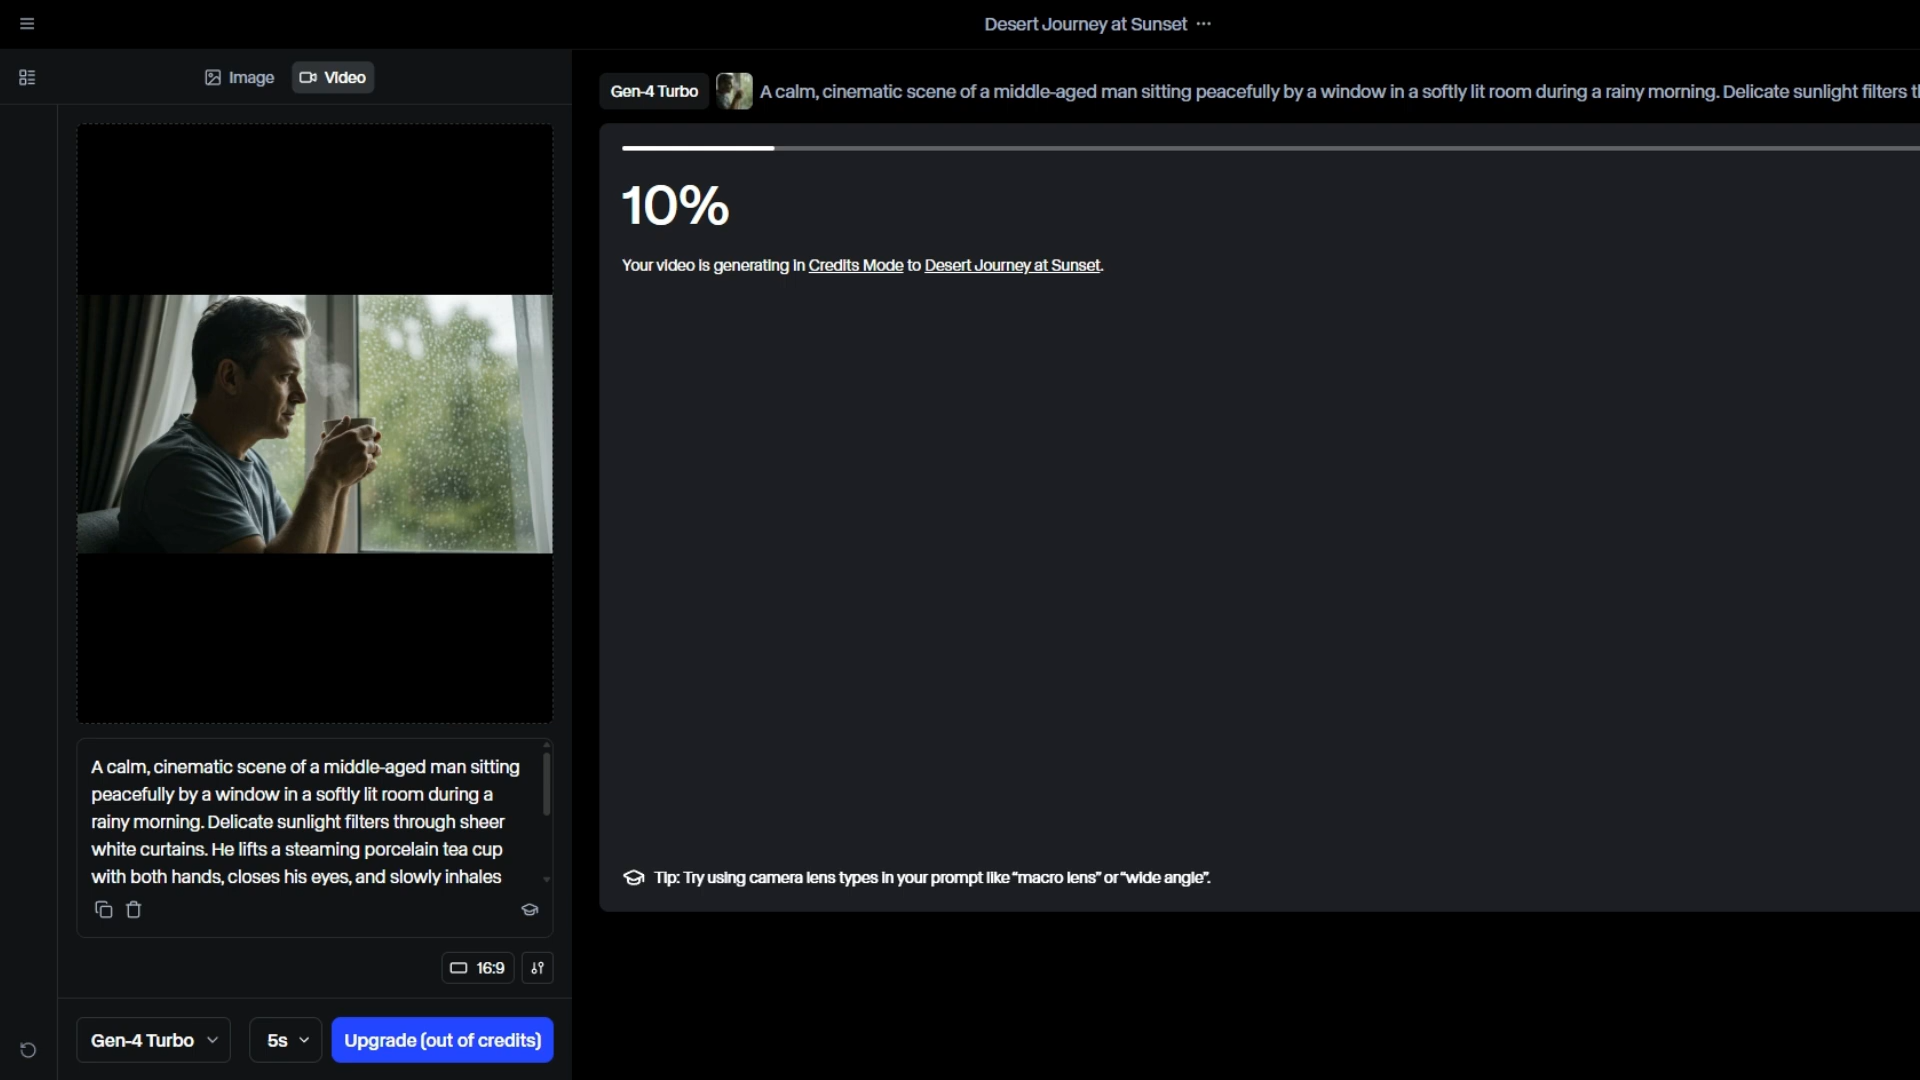 Desert Journey at Sunset ...
Image
Video
Gen-4 Turbo
A calm, cinematic scene of a middle-aged man sitting peacefully by a window in a softly lit room during a rainy morning. Delicate sunlight filters
10%
Your video is generating in Credits Mode to Desert Journey at Sunset.
A calm, cinematic scene of a middle-aged man sitting
peacefully by a window in a softly lit room during a
rainy morning. Delicate sunlight filters through sheer
white curtains. He lifts a steaming porcelain tea cup
with both hands, closes his eyes, and slowly inhales
Tip: Try using camera lens types in your prompt like “macro lens” or “wide angle”.
16:9
Gen-4 Turbo
5s
Upgrade (out of credits)